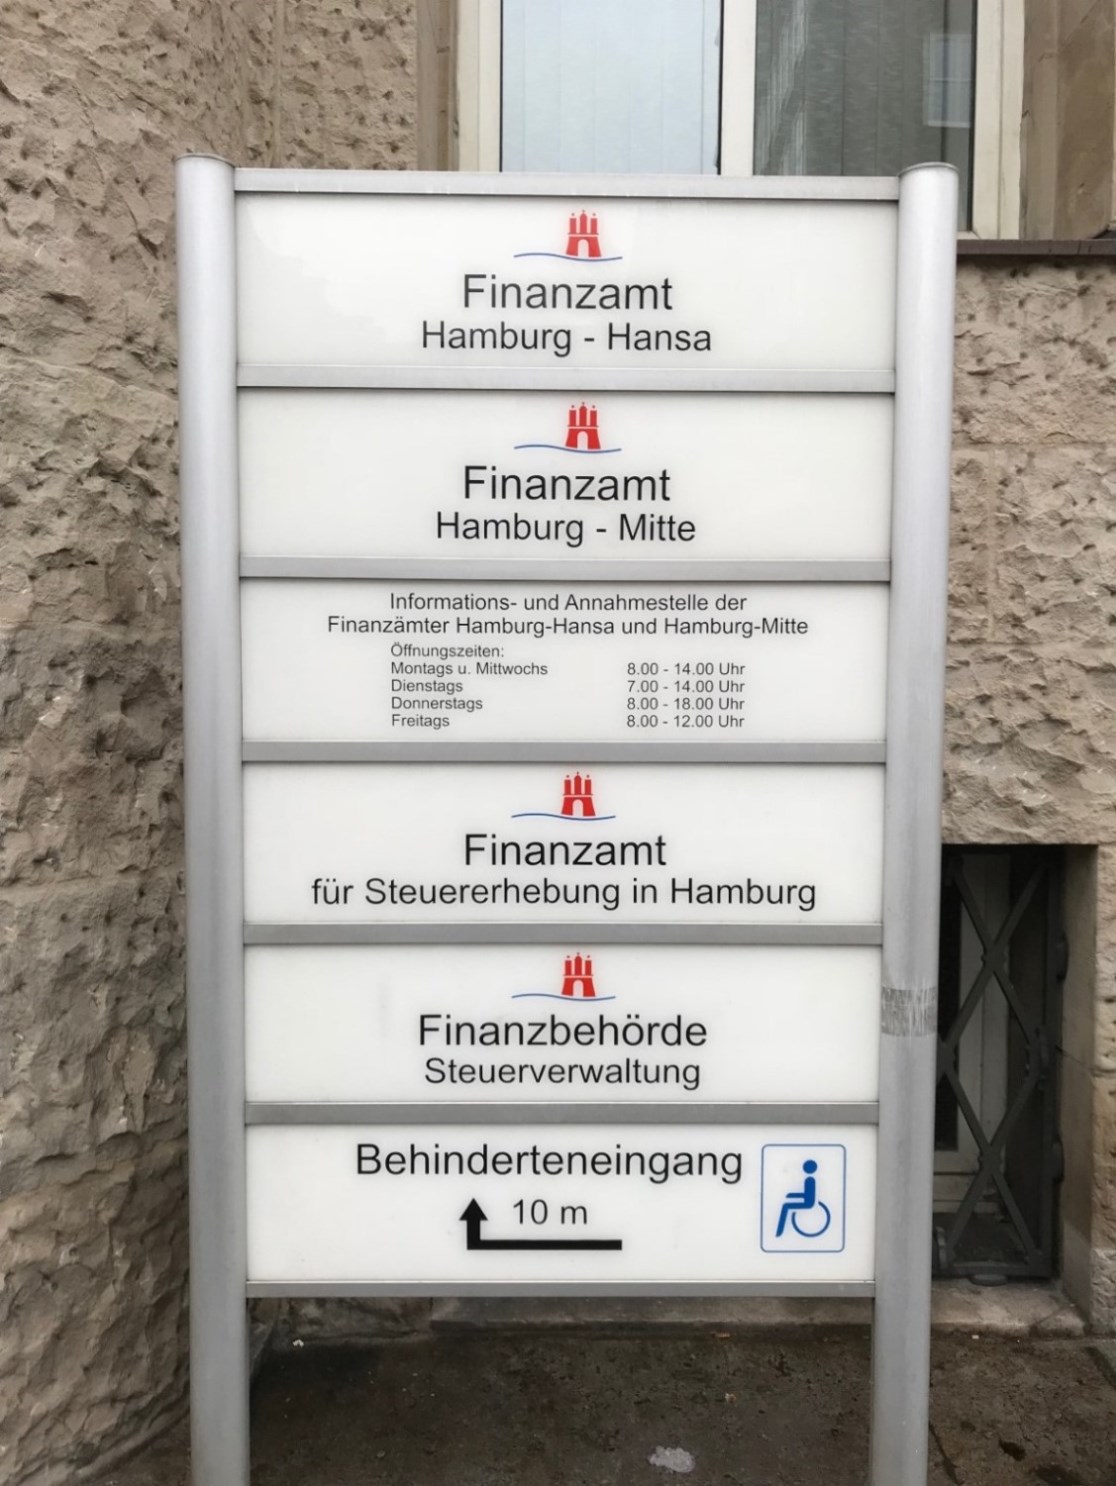 Finanzamt
Hamburg - Hansa
Finanzamt
Hamburg - Mitte
Informations- und Annahmestelle der
Finanzämter Hamburg-Hansa und Hamburg-Mitte
Öffnungszeiten:
Montags u. Mittwochs 8.00 - 14.00 Uhr
Dienstags 7.00 - 14.00 Uhr
Donnerstags 8.00 - 18.00 Uhr
Freitags 8.00 - 12.00 Uhr
Finanzamt
für Steuererhebung in Hamburg
Finanzbehörde
Steuerverwaltung
Behinderteneingang
10 m